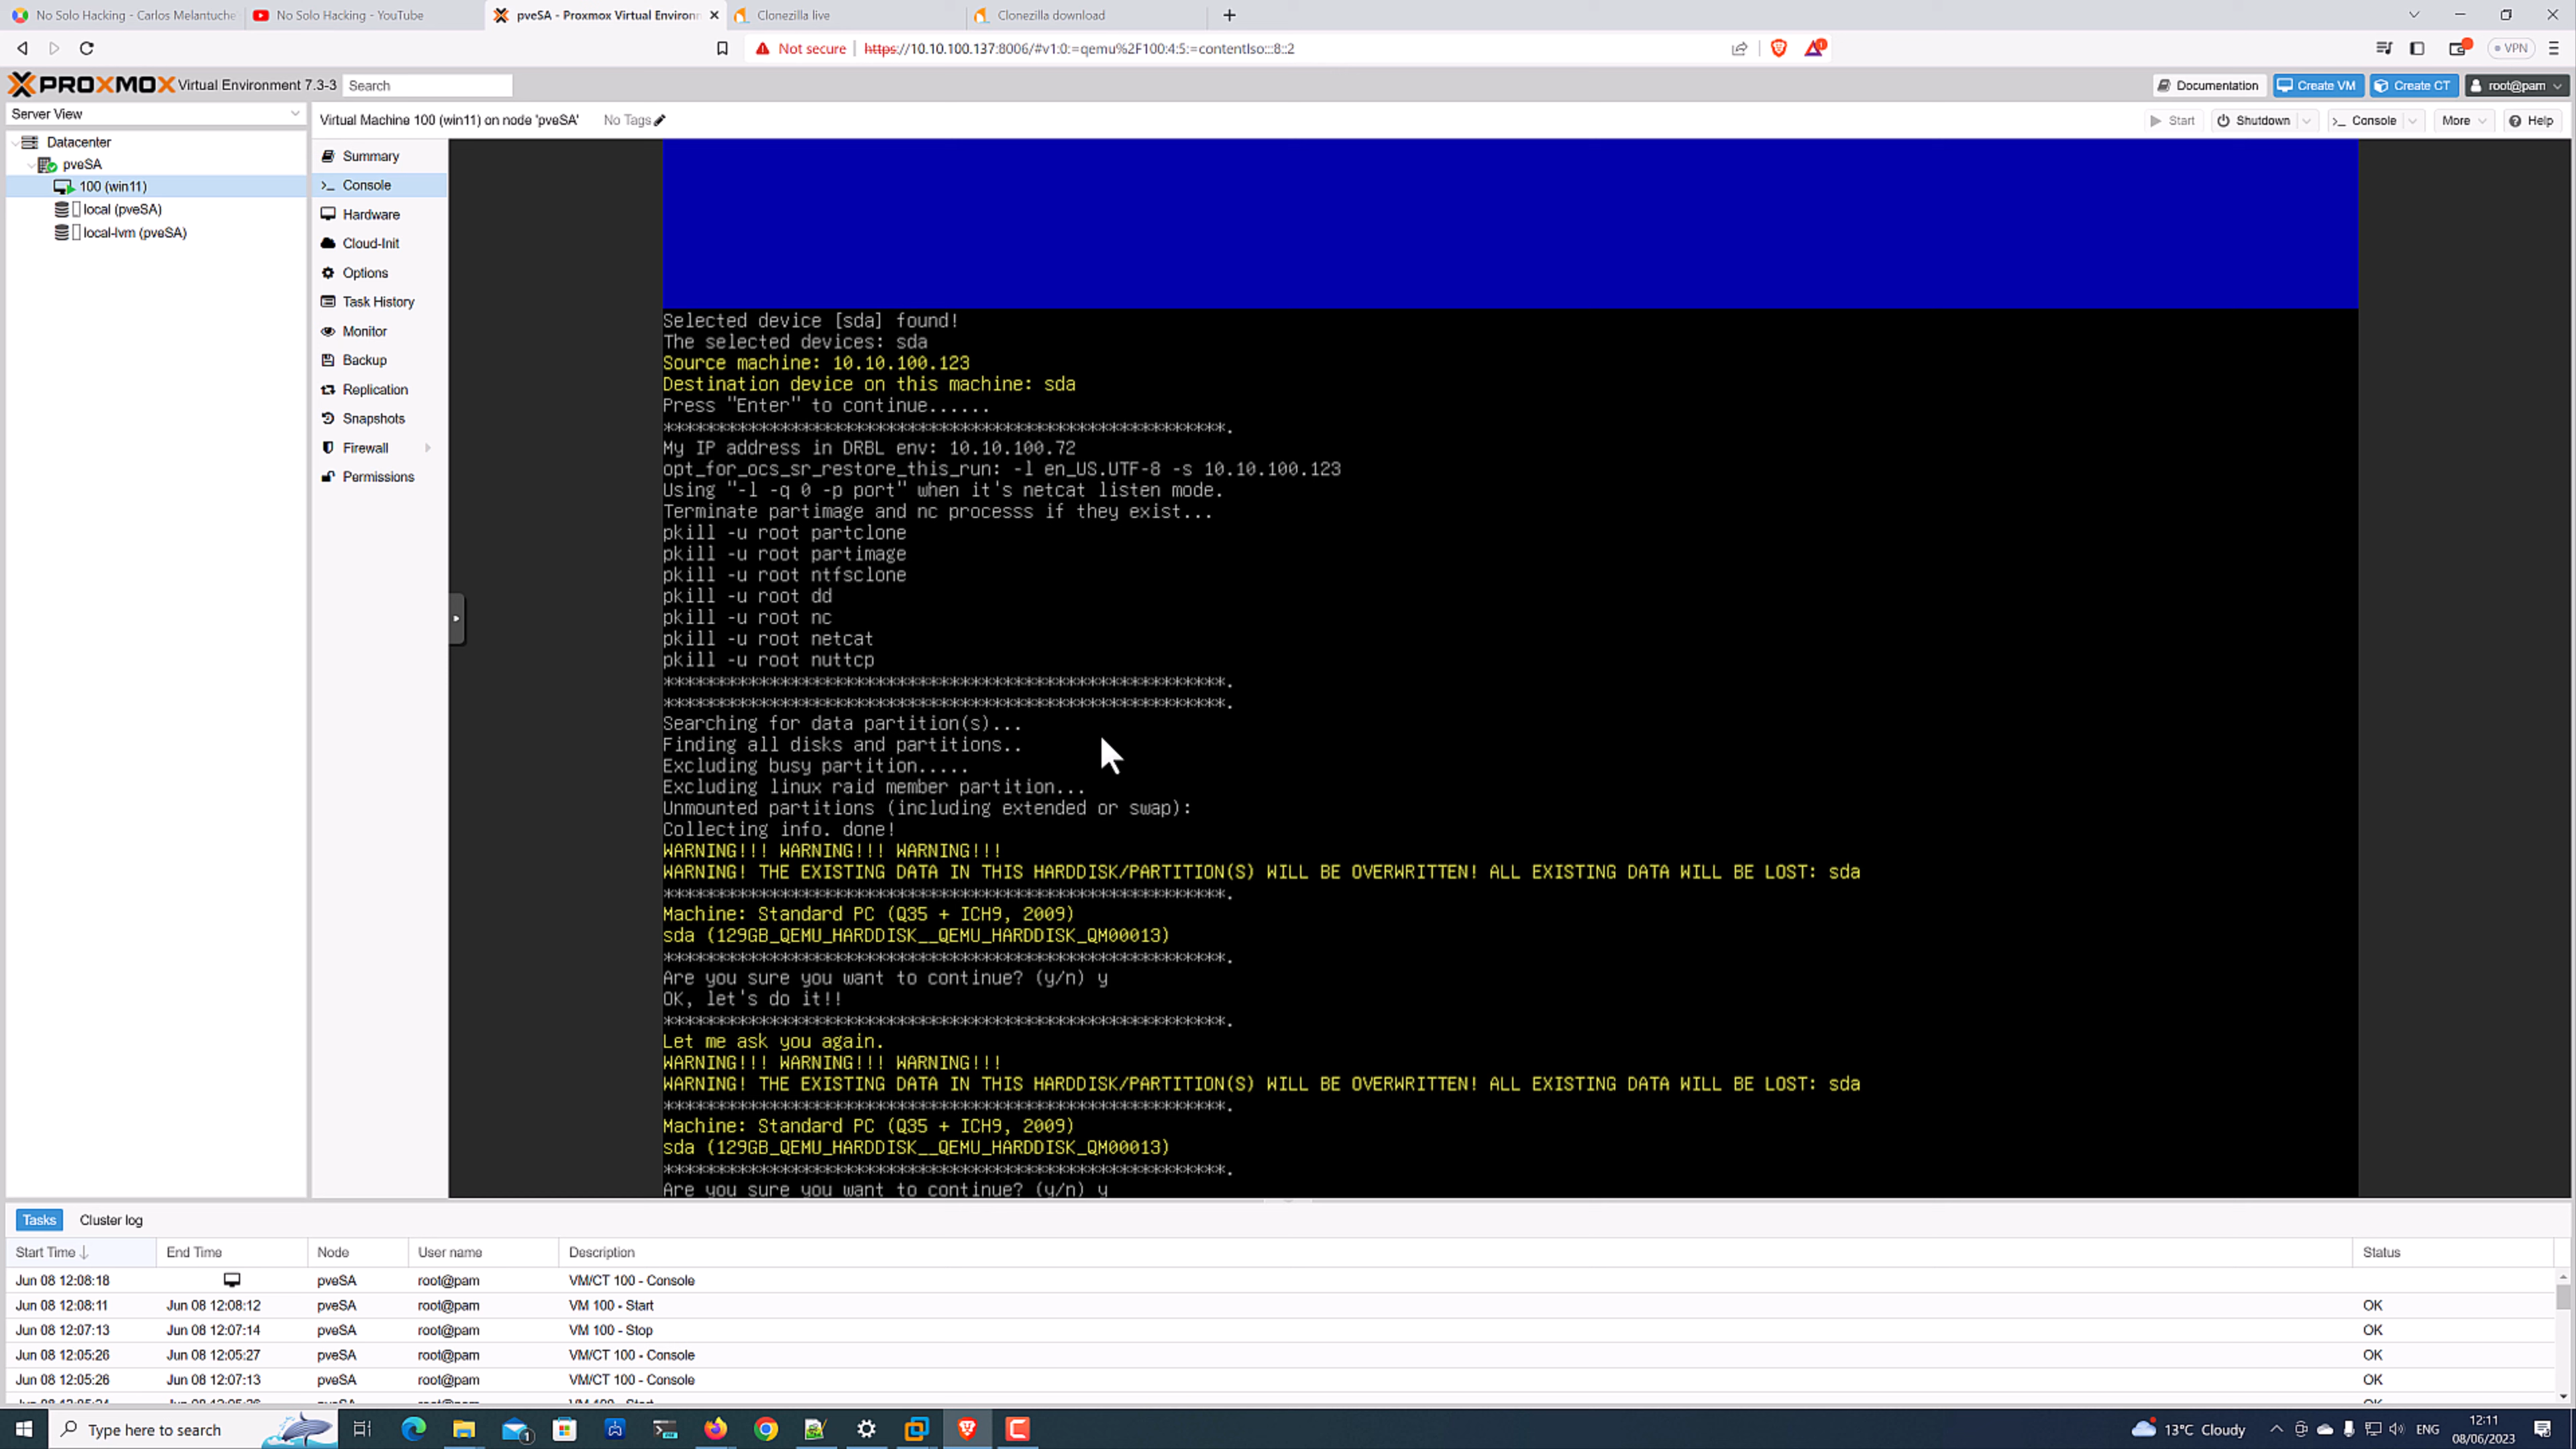 No Solo Hacking - Carlos Melantuche
No Solo Hacking - YouTube
pveSA - Proxmox Virtual Environm
Clonezilla live
Clonezilla download
Not secure
https://10.10.100.137:8006/#v1:0:=qemu%2F100:4:5:=contentIso:::8::2
VPN
PROXMOX Virtual Environment 7.3-3
Search
Documentation
Create VM
Create CT
root@pam
Server View
Virtual Machine 100 (win11) on node 'pveSA'
No Tags
Start
Shutdown
Console
More
Help
Datacenter
pveSA
100 (win11)
local (pveSA)
local-lvm (pveSA)
Summary
Console
Hardware
Cloud-Init
Options
Task History
Monitor
Backup
Replication
Snapshots
Firewall
Permissions
Selected device [sda] found!
The selected devices: sda
Source machine: 10.10.100.123
Destination device on this machine: sda
Press "Enter" to continue......
*****************************************************.
My IP address in DRBL env: 10.10.100.72
opt_for_ocs_sr_restore_this_run: -l en_US.UTF-8 -s 10.10.100.123
Using "-l -q 0 -p port" when it's netcat listen mode.
Terminate partimage and nc processs if they exist...
pkill -u root partclone
pkill -u root partimage
pkill -u root ntfsclone
pkill -u root dd
pkill -u root nc
pkill -u root netcat
pkill -u root nuttcp
*****************************************************.
*****************************************************.
Searching for data partition(s)...
Finding all disks and partitions..
Excluding busy partition.....
Excluding linux raid member partition...
Unmounted partitions (including extended or swap):
Collecting info. done!
WARNING!!! WARNING!!! WARNING!!!
WARNING! THE EXISTING DATA IN THIS HARDDISK/PARTITION(S) WILL BE OVERWRITTEN! ALL EXISTING DATA WILL BE LOST: sda
*****************************************************.
Machine: Standard PC (Q35 + ICH9, 2009)
sda (129GB_QEMU_HARDDISK__QEMU_HARDDISK_QM00013)
*****************************************************.
Are you sure you want to continue? (y/n) y
OK, let's do it!!
*****************************************************.
Let me ask you again.
WARNING!!! WARNING!!! WARNING!!!
WARNING! THE EXISTING DATA IN THIS HARDDISK/PARTITION(S) WILL BE OVERWRITTEN! ALL EXISTING DATA WILL BE LOST: sda
*****************************************************.
Machine: Standard PC (Q35 + ICH9, 2009)
sda (129GB_QEMU_HARDDISK__QEMU_HARDDISK_QM00013)
*****************************************************.
Are you sure you want to continue? (y/n) y
Tasks
Cluster log
Start Time End Time Node User name Description Status
Jun 08 12:08:18 pveSA root@pam VM/CT 100 - Console
Jun 08 12:08:11 Jun 08 12:08:12 pveSA root@pam VM 100 - Start OK
Jun 08 12:07:13 Jun 08 12:07:14 pveSA root@pam VM 100 - Stop OK
Jun 08 12:05:26 Jun 08 12:05:27 pveSA root@pam VM/CT 100 - Console OK
Jun 08 12:05:26 Jun 08 12:07:13 pveSA root@pam VM/CT 100 - Console OK
Type here to search
1
13°C Cloudy
ENG
12:11
08/06/2023